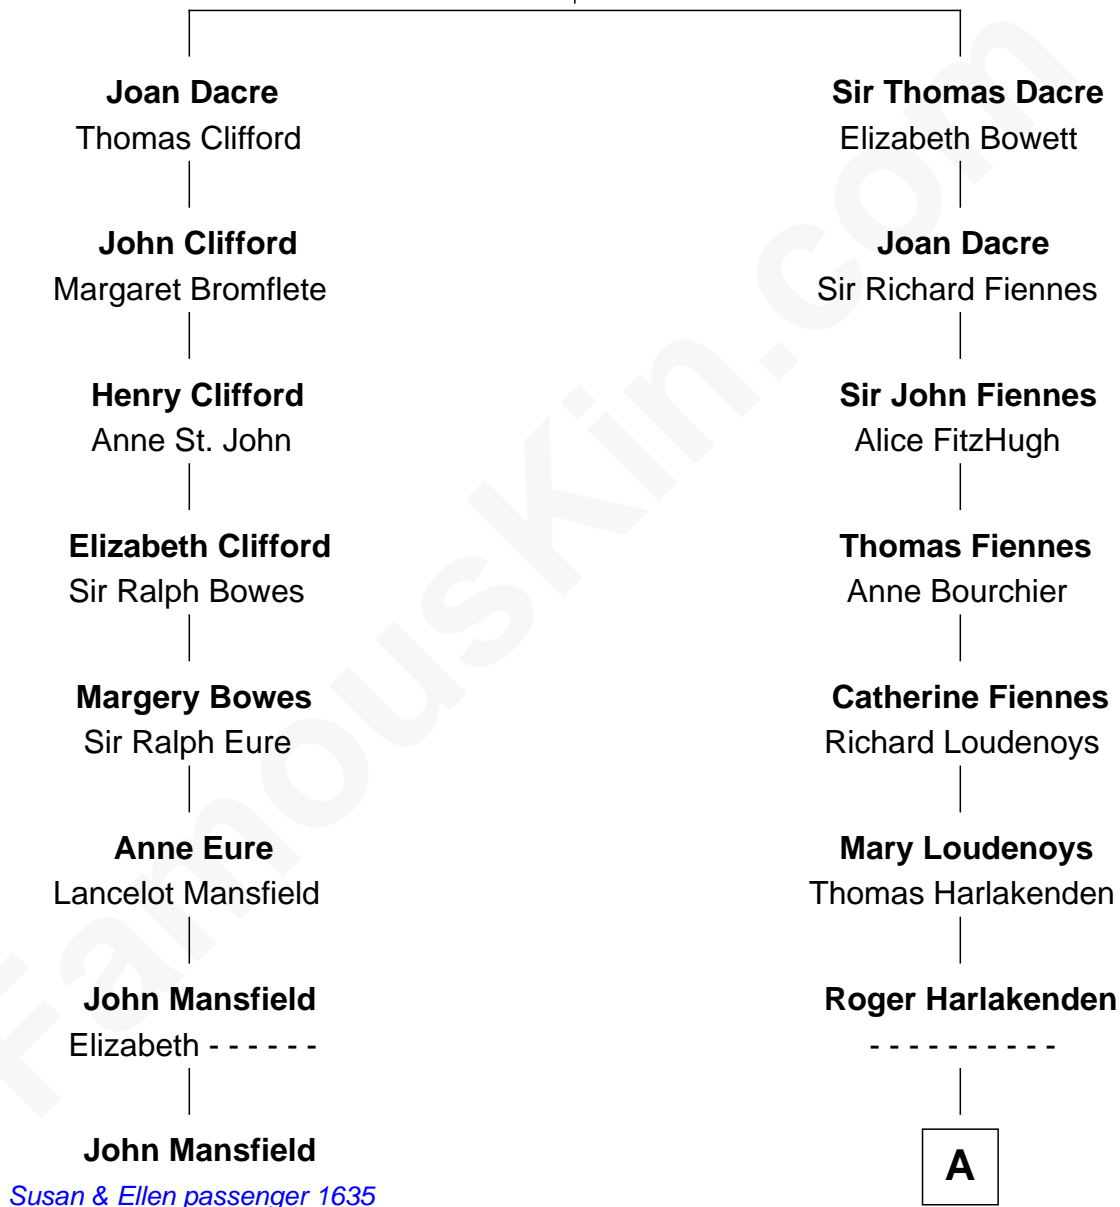 Joan Dacre
Thomas Clifford
John Clifford
Margaret Bromflete
Henry Clifford
Anne St. John
Elizabeth Clifford
Sir Ralph Bowes
Margery Bowes
Sir Ralph Eure
Anne Eure
Lancelot Mansfield
John Mansfield
Elizabeth - - - - - -
John Mansfield
Susan & Ellen passenger 1635
Sir Thomas Dacre
Elizabeth Bowett
Joan Dacre
Sir Richard Fiennes
Sir John Fiennes
Alice FitzHugh
Thomas Fiennes
Anne Bourchier
Catherine Fiennes
Richard Loudenoys
Mary Loudenoys
Thomas Harlakenden
Roger Harlakenden
- - - - - - - - - -
A
FamousKin.com